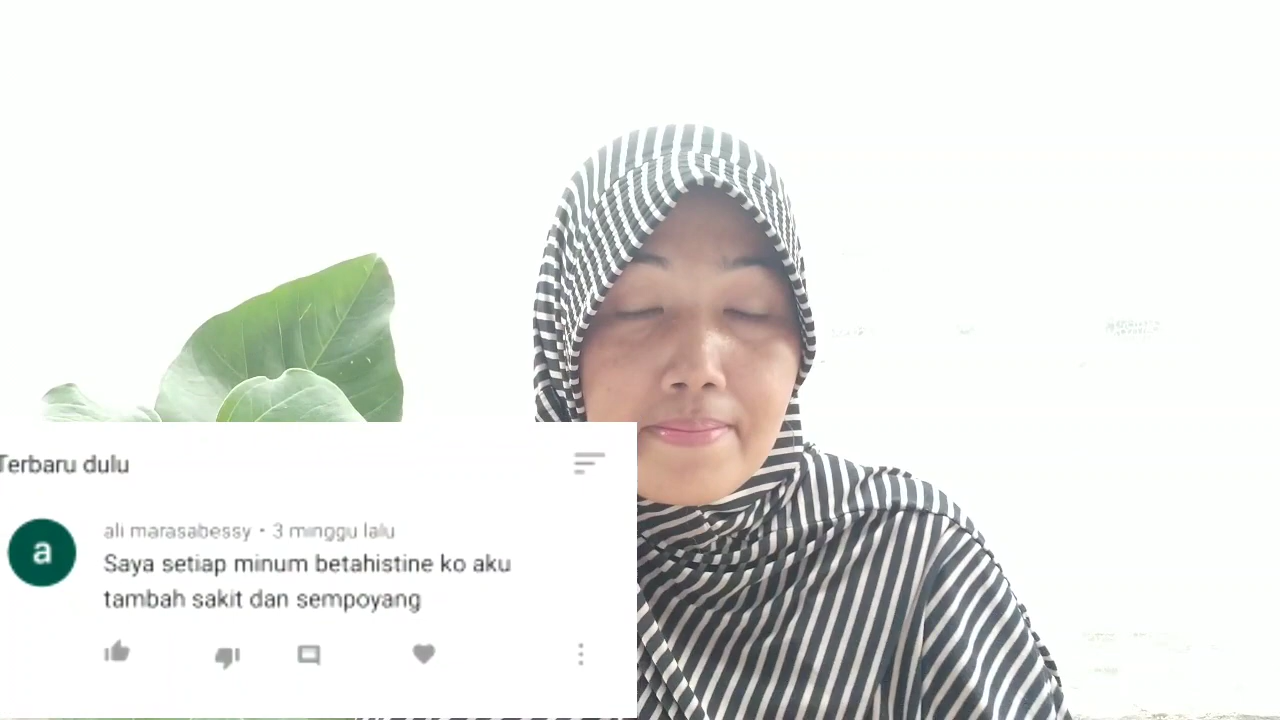 Terbaru dulu
a
ali marasabessy • 3 minggu lalu
Saya setiap minum betahistine ko aku
tambah sakit dan sempoyang